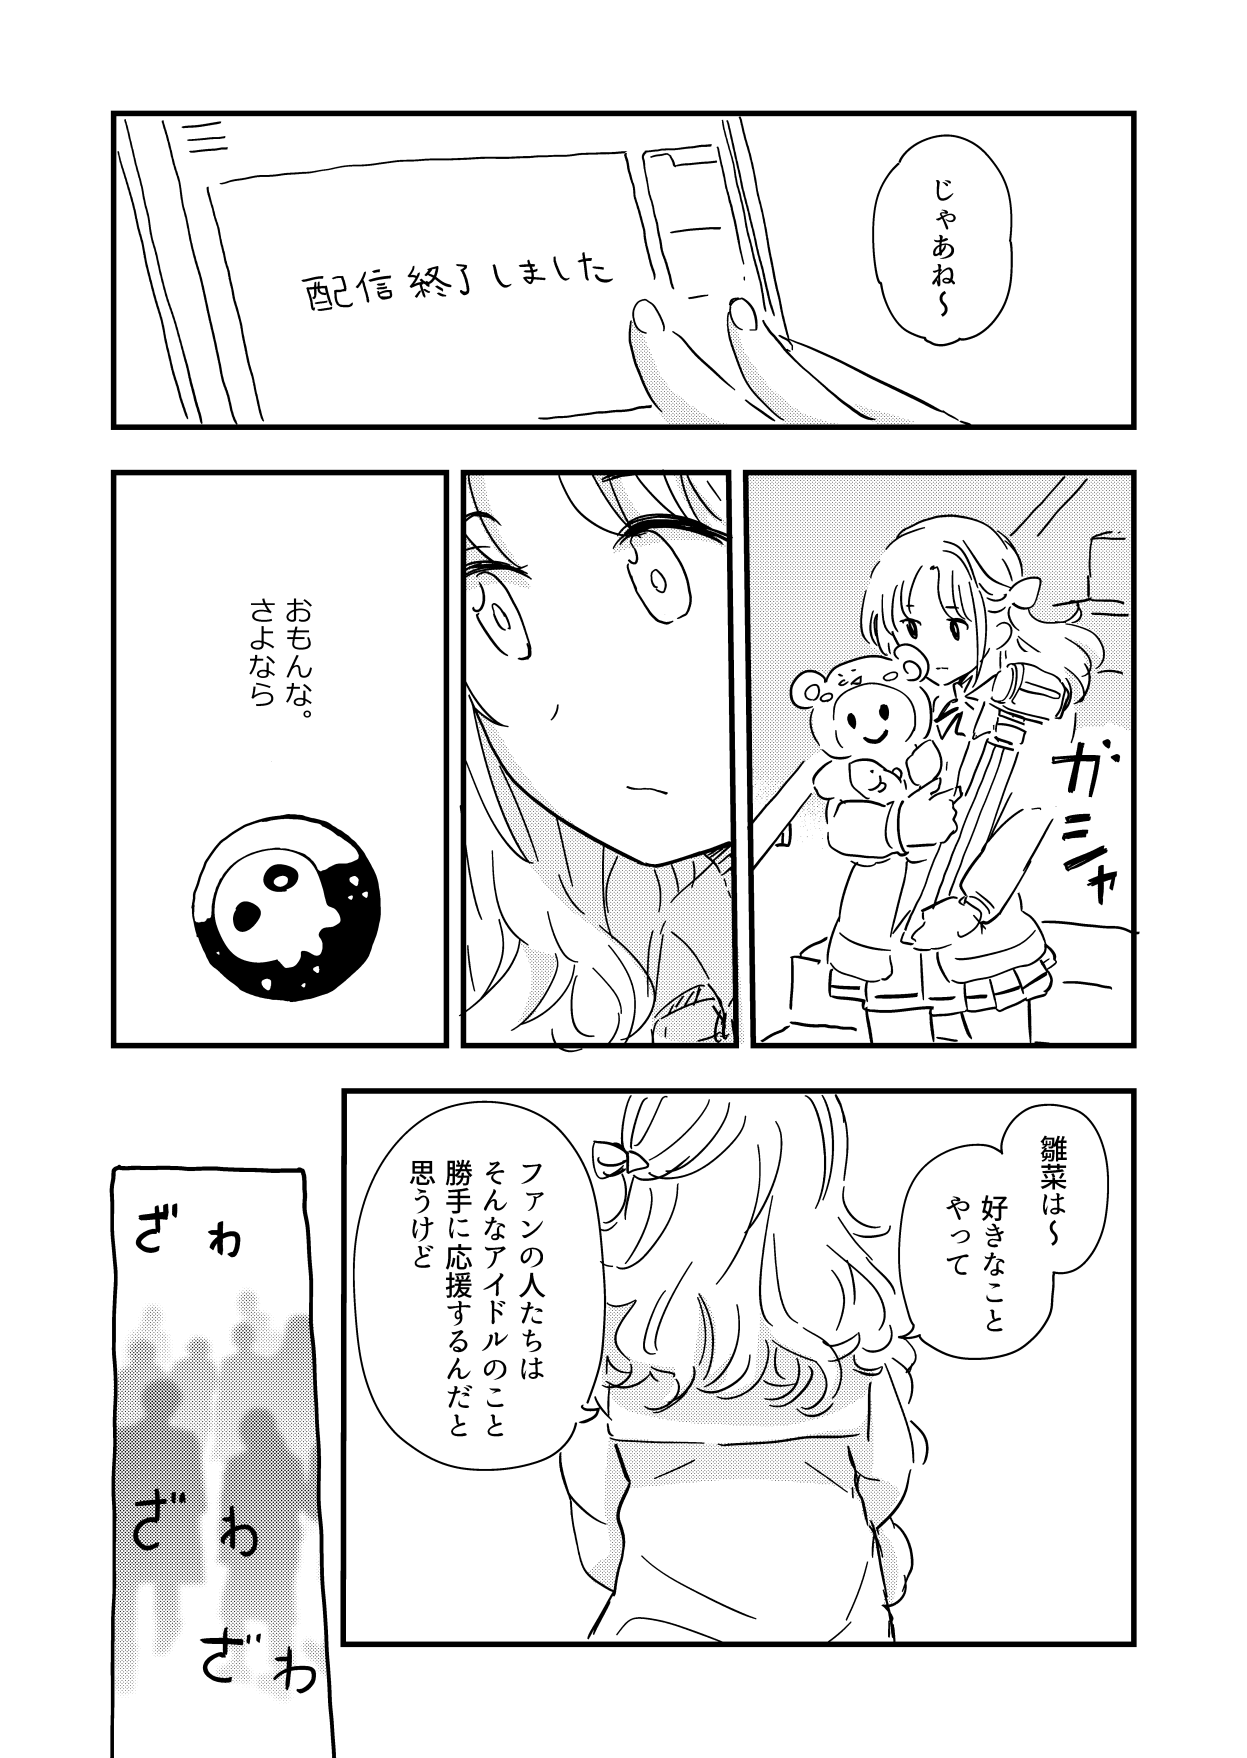 じゃあね〜
配信終了しました
ガシャ
おもんな。
さよなら
雛菜は〜
好きなこと
やって
ファンの人たちは
そんなアイドルのこと
勝手に応援するんだと
思うけど
ざわ
ざわ
ざわ